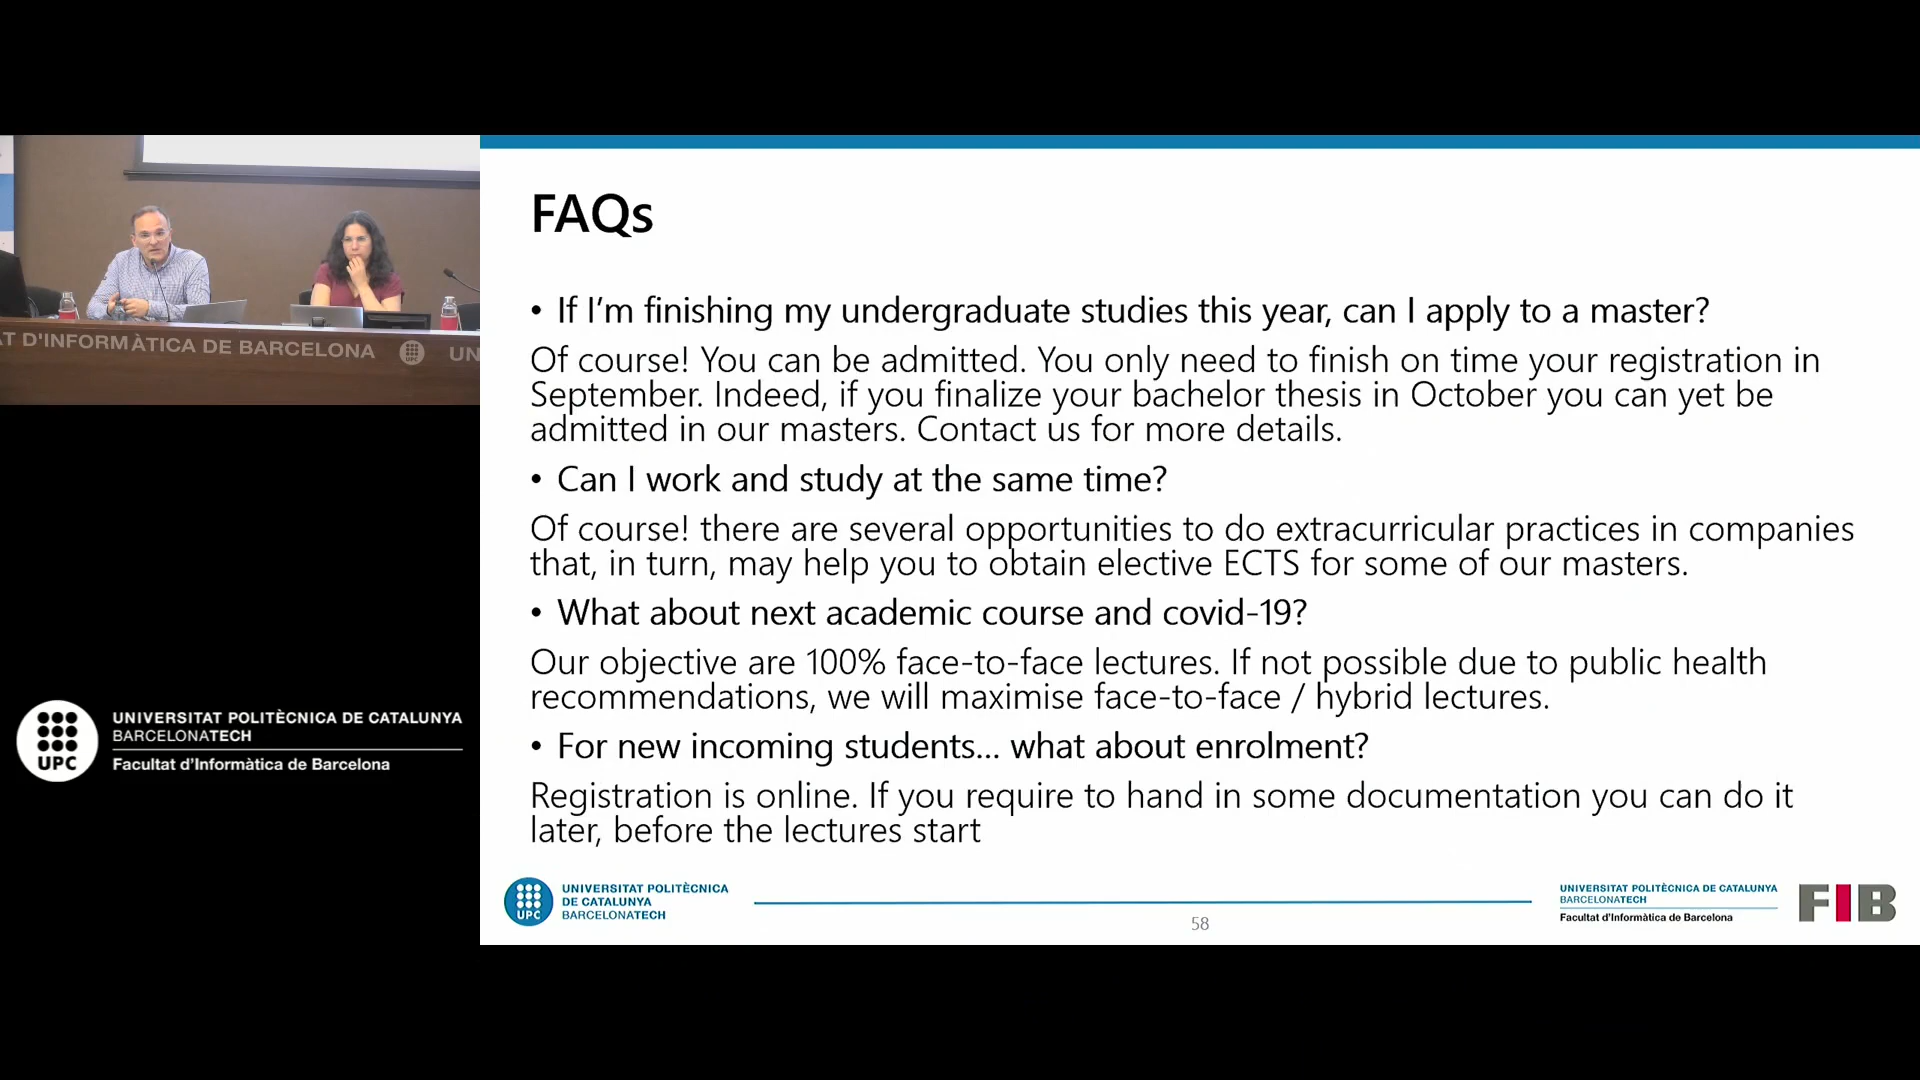 FAQs
• If I’m finishing my undergraduate studies this year, can I apply to a master?
Of course! You can be admitted. You only need to finish on time your registration in
September. Indeed, if you finalize your bachelor thesis in October you can yet be
admitted in our masters. Contact us for more details.
• Can I work and study at the same time?
Of course! there are several opportunities to do extracurricular practices in companies
that, in turn, may help you to obtain elective ECTS for some of our masters.
• What about next academic course and covid-19?
Our objective are 100% face-to-face lectures. If not possible due to public health
recommendations, we will maximise face-to-face / hybrid lectures.
• For new incoming students... what about enrolment?
Registration is online. If you require to hand in some documentation you can do it
later, before the lectures start
UPC
UNIVERSITAT POLITÈCNICA
DE CATALUNYA
BARCELONATECH
58
UNIVERSITAT POLITÈCNICA DE CATALUNYA
BARCELONATECH
Facultat d’Informàtica de Barcelona
FIB
AT D'INFORMÀTICA DE BARCELONA UN
UPC
UNIVERSITAT POLITÈCNICA DE CATALUNYA
BARCELONATECH
Facultat d’Informàtica de Barcelona